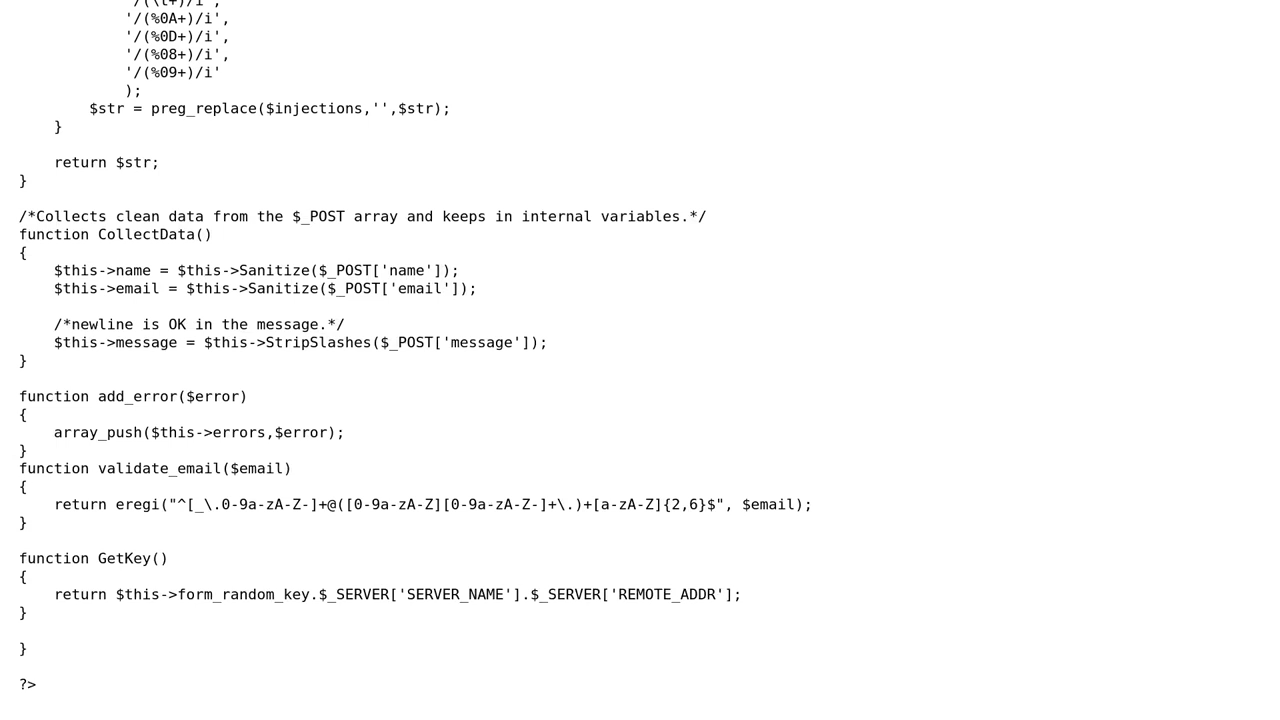 '/(\t+)/i',
'/(%0A+)/i',
'/(%0D+)/i',
'/(%08+)/i',
'/(%09+)/i'
);
$str = preg_replace($injections,'',$str);
}
return $str;
}
/*Collects clean data from the $_POST array and keeps in internal variables.*/
function CollectData()
{
$this->name = $this->Sanitize($_POST['name']);
$this->email = $this->Sanitize($_POST['email']);
/*newline is OK in the message.*/
$this->message = $this->StripSlashes($_POST['message']);
}
function add_error($error)
{
array_push($this->errors,$error);
}
function validate_email($email)
{
return eregi("^[_\.0-9a-zA-Z-]+@([0-9a-zA-Z][0-9a-zA-Z-]+\.)+[a-zA-Z]{2,6}$", $email);
}
function GetKey()
{
return $this->form_random_key.$_SERVER['SERVER_NAME'].$_SERVER['REMOTE_ADDR'];
}
}
?>